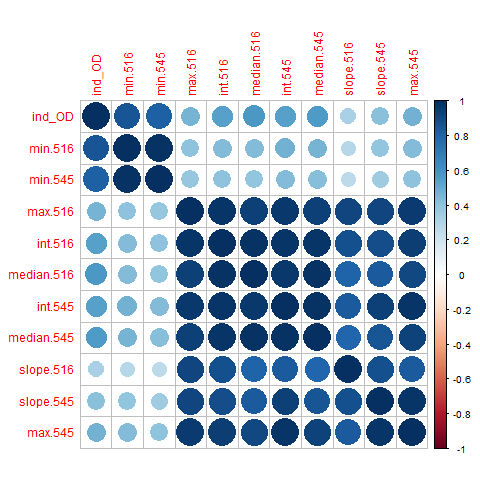 ind_OD
min.516
min.545
max.516
int.516
median.516
int.545
median.545
slope.516
slope.545
max.545
ind_OD
min.516
min.545
max.516
int.516
median.516
int.545
median.545
slope.516
slope.545
max.545
1
0.8
0.6
0.4
0.2
0
-0.2
-0.4
-0.6
-0.8
-1